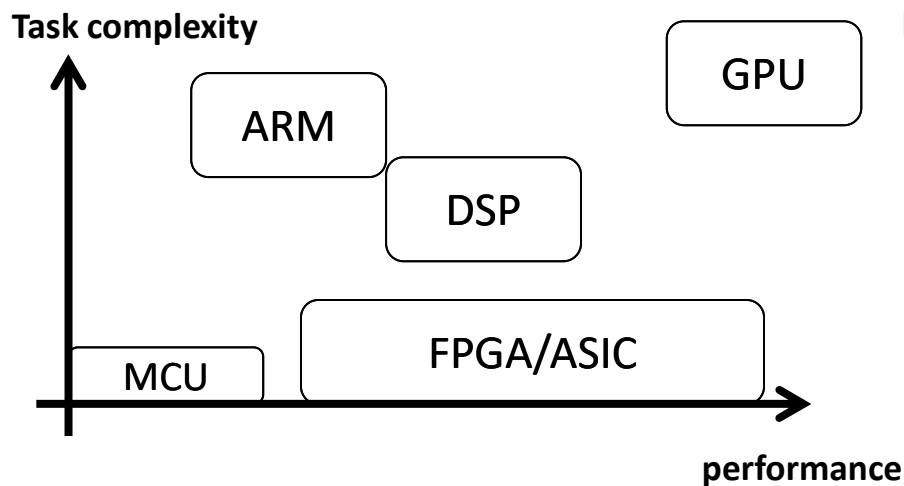 Task complexity
GPU
ARM
DSP
FPGA/ASIC
MCU
performance